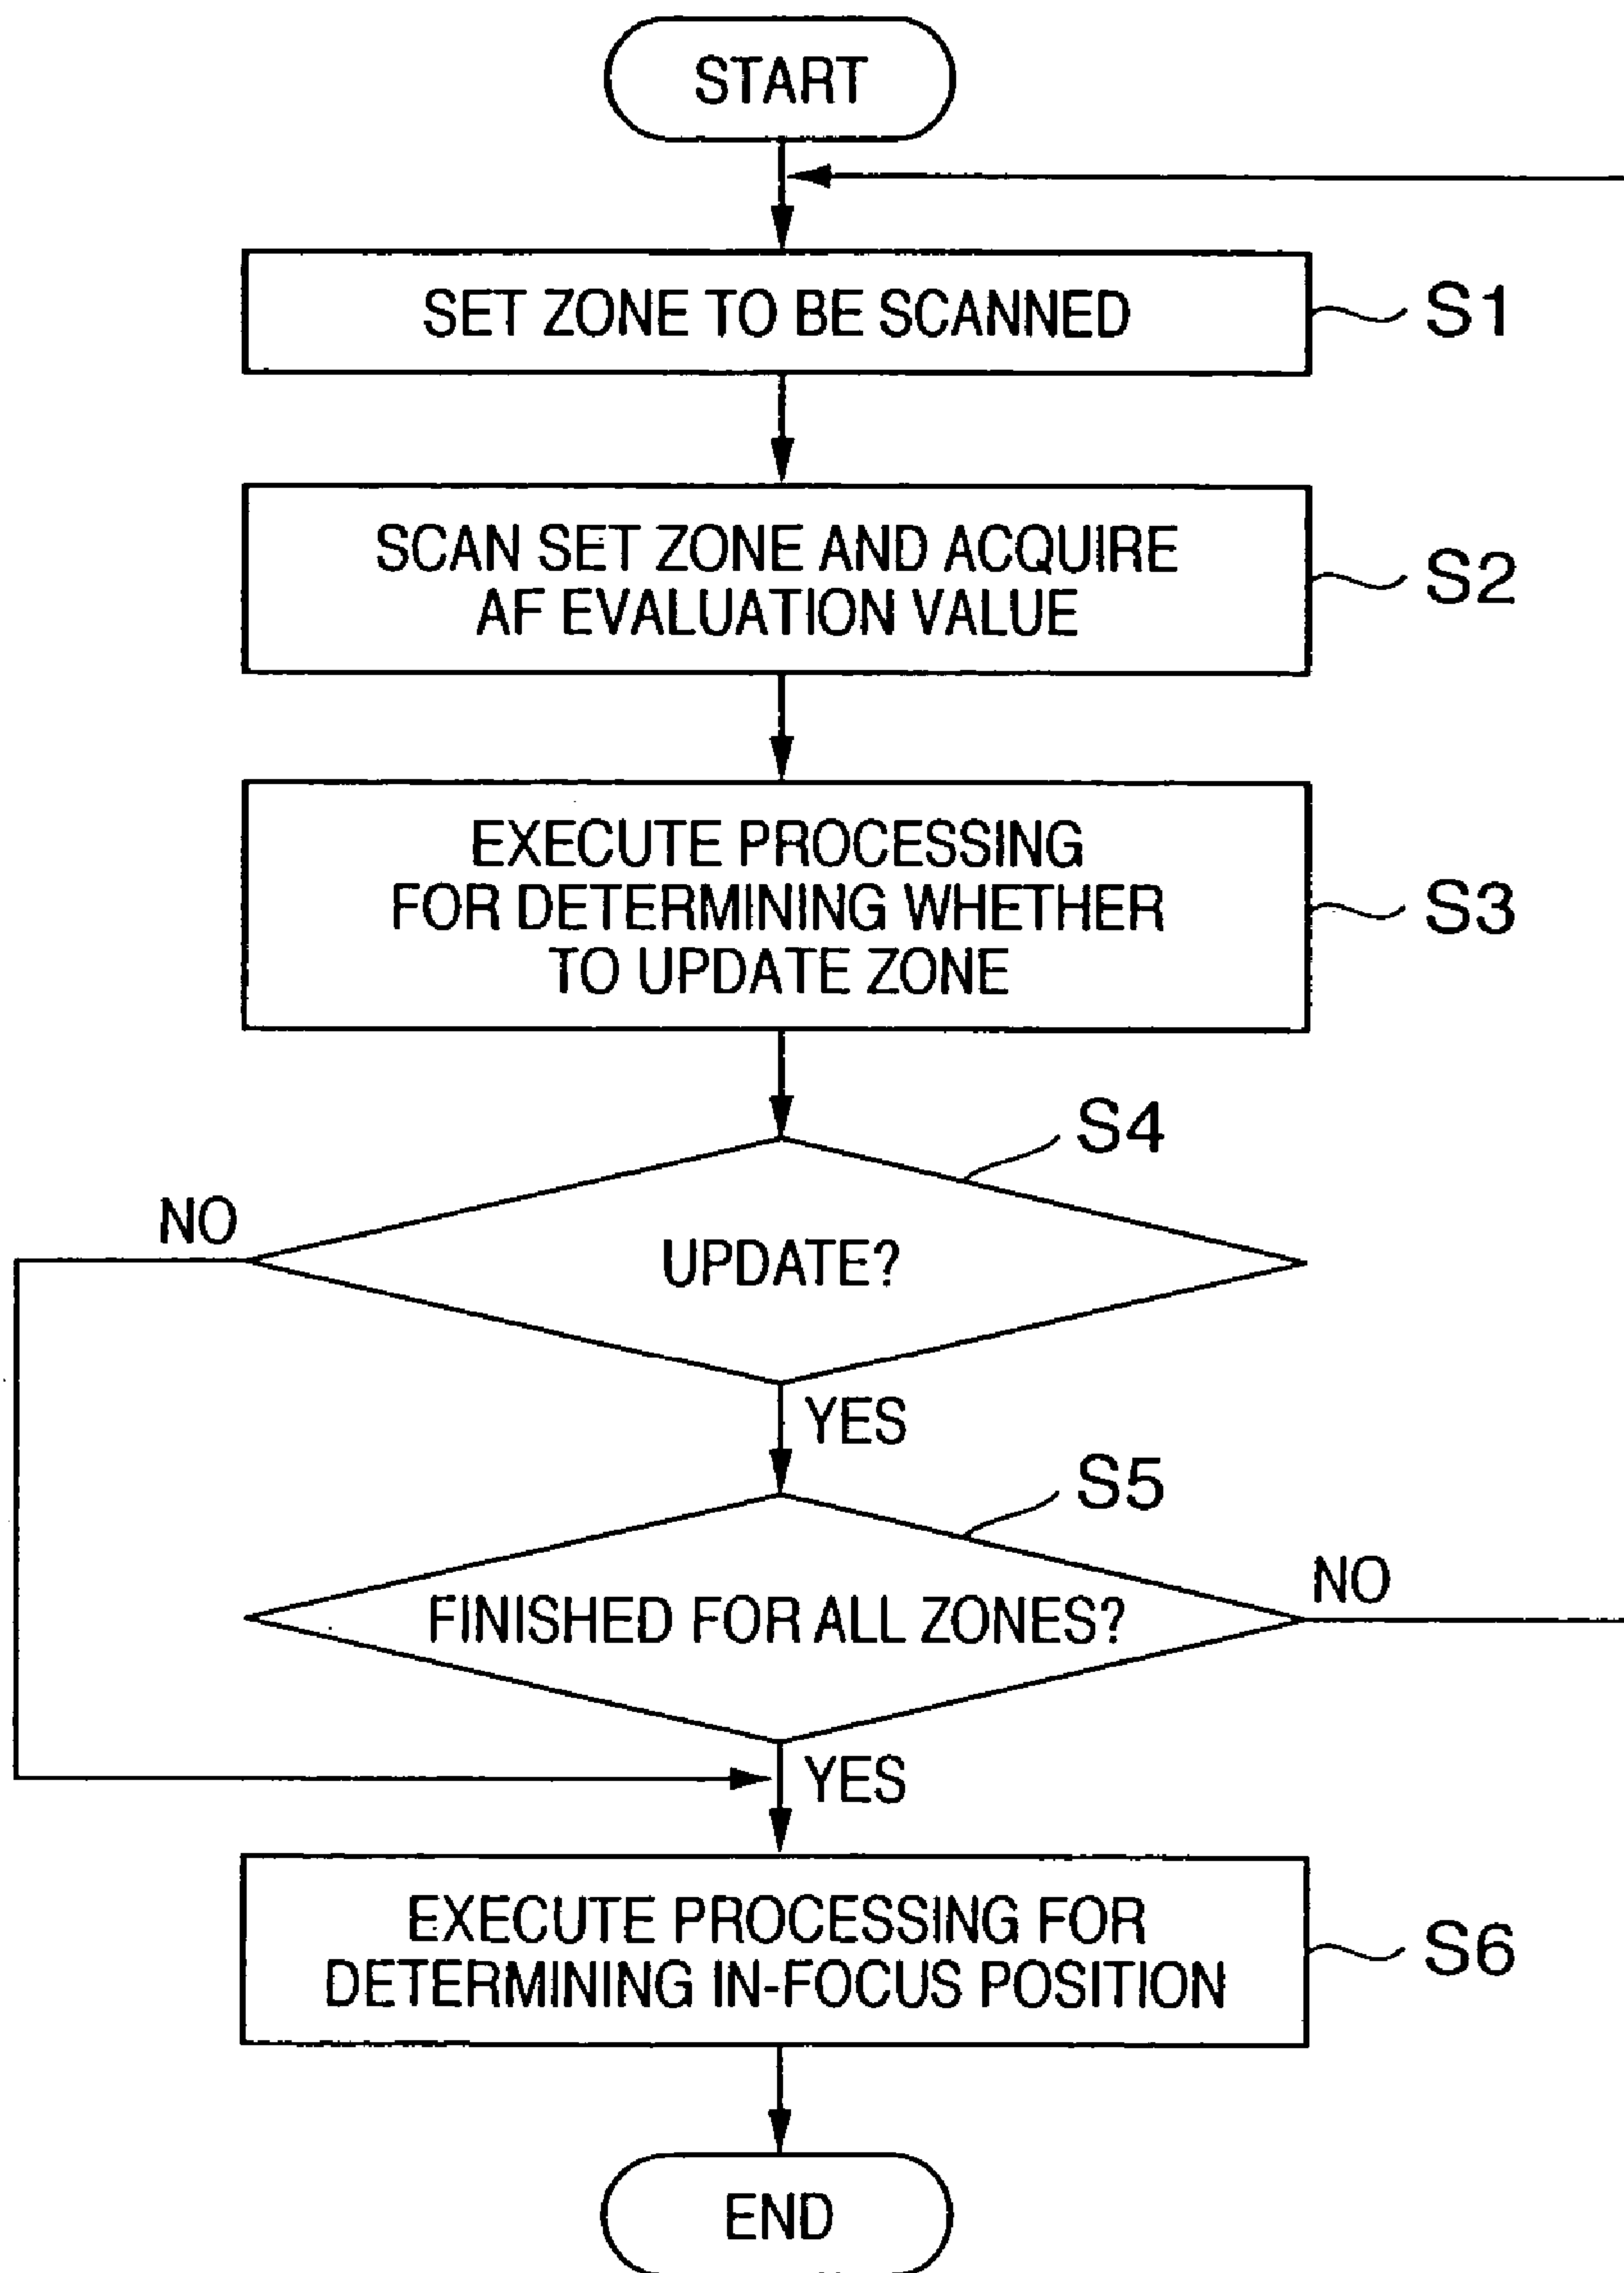 START
SET ZONE TO BE SCANNED
S1
SCAN SET ZONE AND ACQUIRE
AF EVALUATION VALUE
S2
EXECUTE PROCESSING
FOR DETERMINING WHETHER
TO UPDATE ZONE
S3
S4
NO
UPDATE?
YES
S5
NO
FINISHED FOR ALL ZONES?
YES
EXECUTE PROCESSING FOR
DETERMINING IN-FOCUS POSITION
S6
END